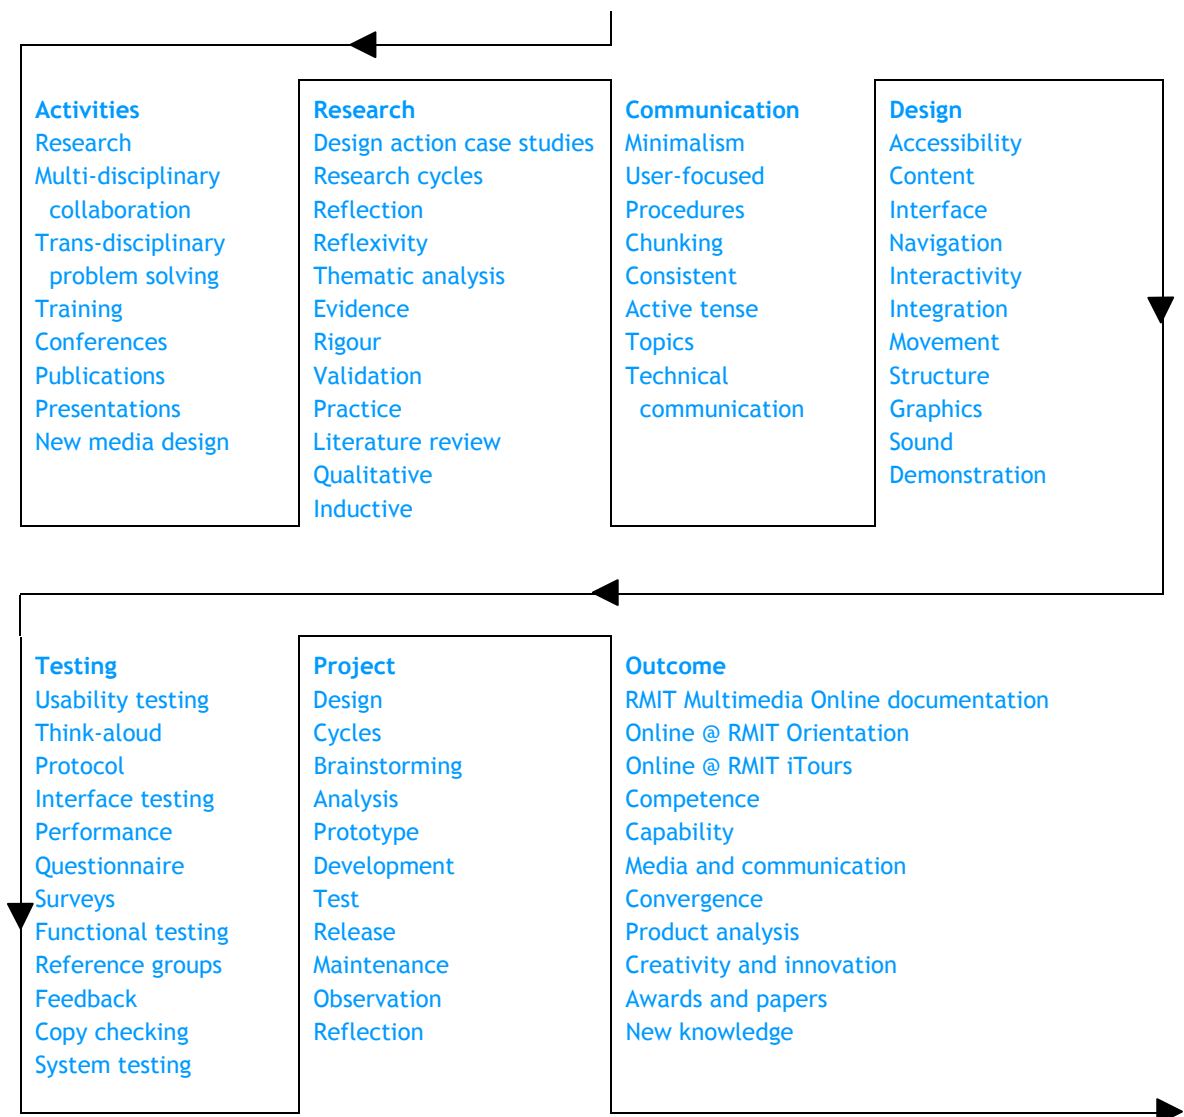 Activities
Research
Multi-disciplinary
collaboration
Trans-disciplinary
problem solving
Training
Conferences
Publications
Presentations
New media design
Research
Design action case studies
Research cycles
Reflection
Reflexivity
Thematic analysis
Evidence
Rigour
Validation
Practice
Literature review
Qualitative
Inductive
Communication
Minimalism
User-focused
Procedures
Chunking
Consistent
Active tense
Topics
Technical
communication
Design
Accessibility
Content
Interface
Navigation
Interactivity
Integration
Movement
Structure
Graphics
Sound
Demonstration
Testing
Usability testing
Think-aloud
Protocol
Interface testing
Performance
Questionnaire
Surveys
Functional testing
Reference groups
Feedback
Copy checking
System testing
Project
Design
Cycles
Brainstorming
Analysis
Prototype
Development
Test
Release
Maintenance
Observation
Reflection
Outcome
RMIT Multimedia Online documentation
Online @ RMIT Orientation
Online @ RMIT iTours
Competence
Capability
Media and communication
Convergence
Product analysis
Creativity and innovation
Awards and papers
New knowledge